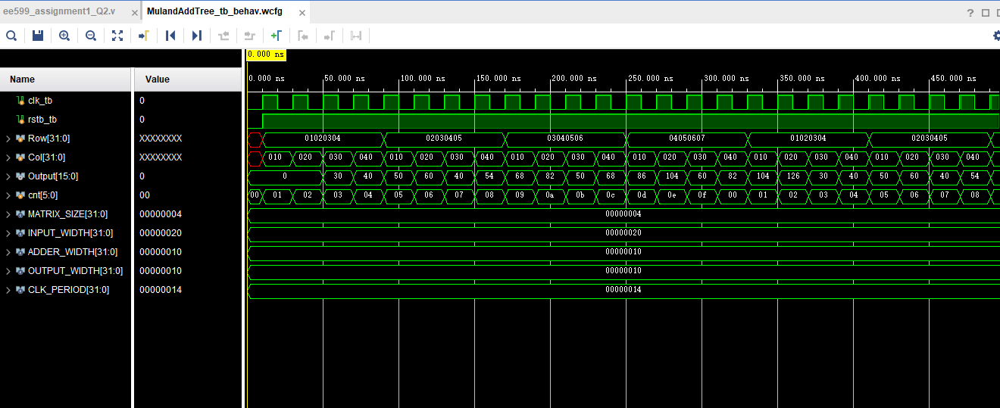 ee599_assignment1_Q2.v × MulandAddTree_tb_behav.wcfg × ?
0.000 ns
Name Value 0.000 ns 50.000 ns 100.000 ns 150.000 ns 200.000 ns 250.000 ns 300.000 ns 350.000 ns 400.000 ns 450.000 ns
clk_tb 0
rstb_tb 0
Row[31:0] XXXXXXXX 01020304 02030405 03040506 04050607 01020304 02030405
Col[31:0] XXXXXXXX 010 020 030 040 010 020 030 040 010 020 030 040 010 020 030 040 010 020 030 040 010 020 030 040
Output[15:0] 0 0 30 40 50 60 40 54 68 82 50 68 86 104 60 82 104 126 30 40 50 60 40 54
cnt[5:0] 00 00 01 02 03 04 05 06 07 08 09 0a 0b 0c 0d 0e 0f 00 01 02 03 04 05 06 07 08
MATRIX_SIZE[31:0] 00000004 00000004
INPUT_WIDTH[31:0] 00000020 00000020
ADDER_WIDTH[31:0] 00000010 00000010
OUTPUT_WIDTH[31:0] 00000010 00000010
CLK_PERIOD[31:0] 00000014 00000014